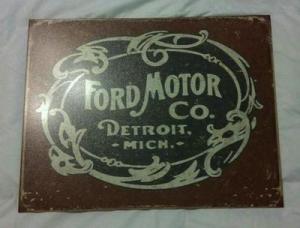 FORD MOTOR
CO.
DETROIT,
-MICH.-